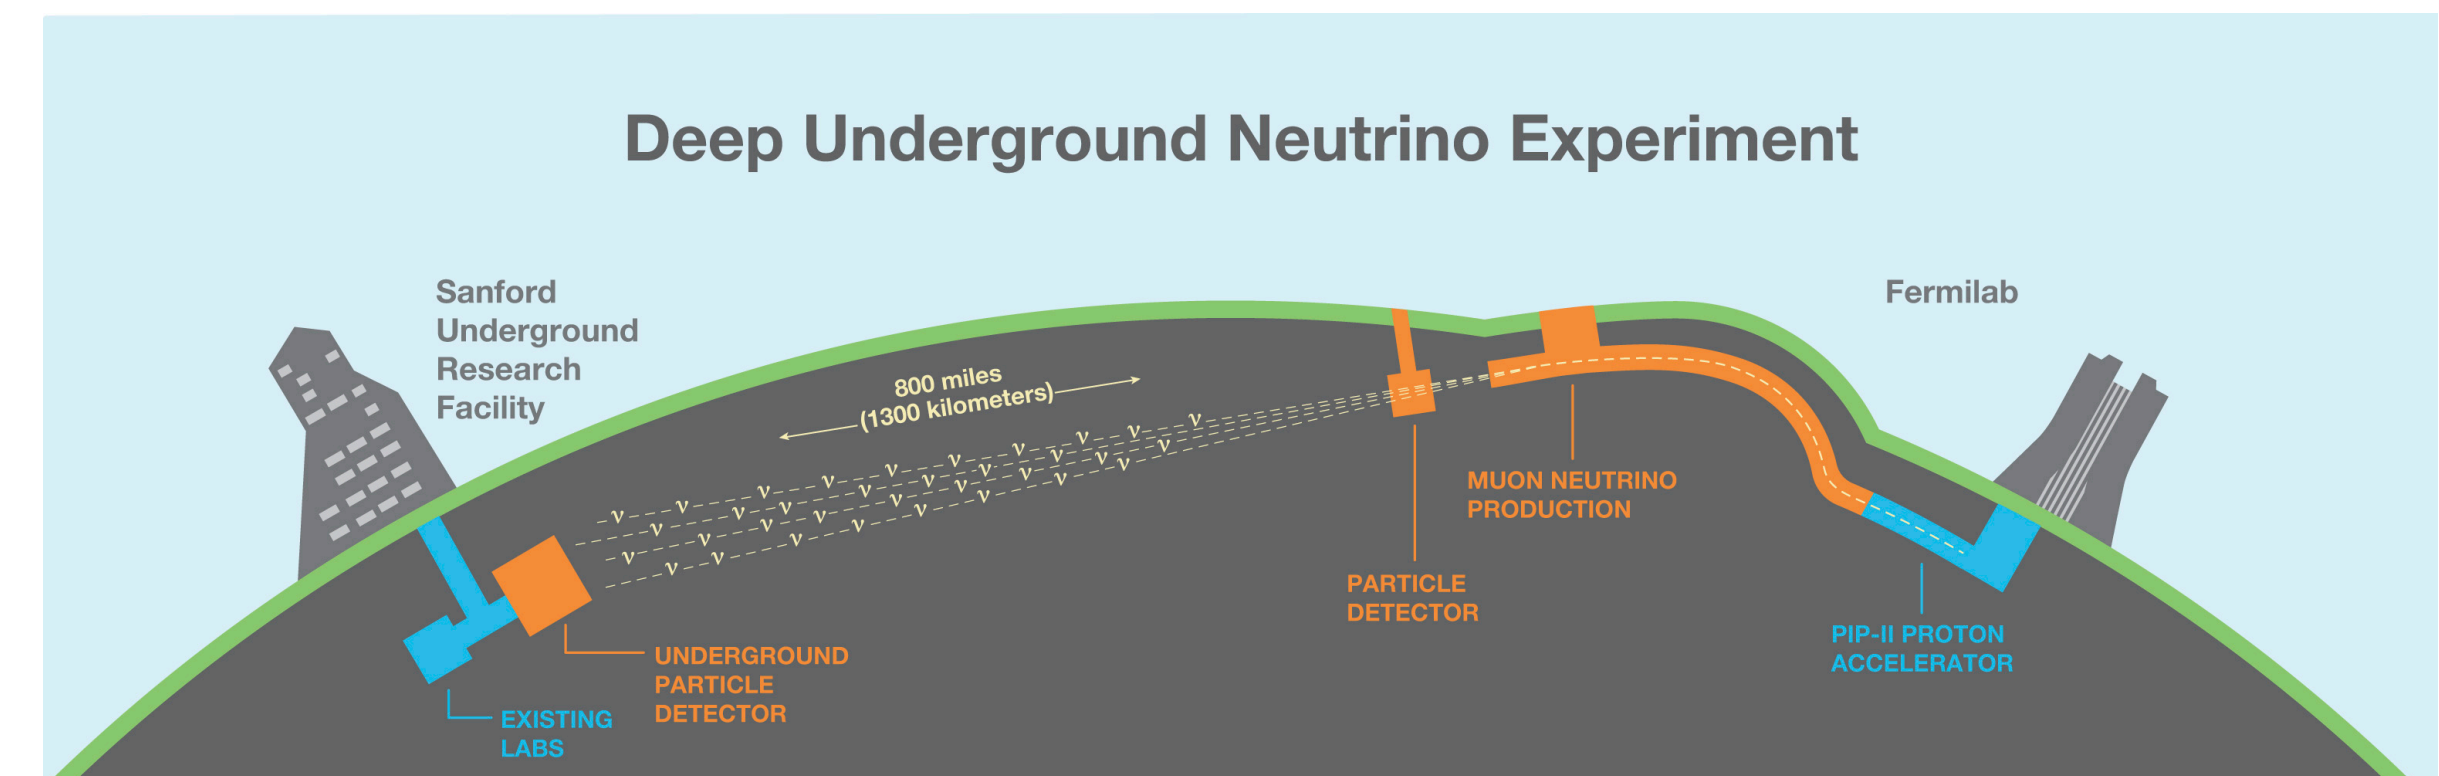 Deep Underground Neutrino Experiment
Sanford
Underground
Research
Facility
Fermilab
800 miles
(1300 kilometers)
ν ν ν ν ν ν ν ν ν ν
ν ν ν ν ν ν ν ν
ν ν ν ν ν ν ν ν ν
ν ν ν ν ν ν ν ν
MUON NEUTRINO
PRODUCTION
PARTICLE
DETECTOR
PIP-II PROTON
ACCELERATOR
UNDERGROUND
PARTICLE
DETECTOR
EXISTING
LABS